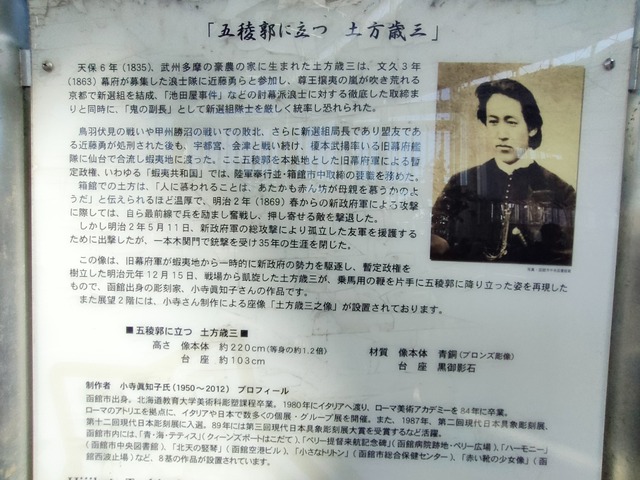 「五稜郭に立つ 土方歳三」
天保6年(1835)、武州多摩の豪農の家に生まれた土方歳三は、文久3年
(1863)幕府が募集した浪士隊に近藤勇らと参加し、尊王攘夷の嵐が吹き荒れる
京都で新選組を結成、「池田屋事件」などの討幕派浪士に対する徹底した取締ま
りと同時に、「鬼の副長」として新選組隊士を厳しく統率し恐れられた。
鳥羽伏見の戦いや甲州勝沼の戦いでの敗北、さらに新選組局長であり盟友であ
る近藤勇が処刑された後も、宇都宮、会津と戦い続け、榎本武揚率いる旧幕府艦
隊に仙台で合流し蝦夷地に渡った。ここ五稜郭を本拠地とした旧幕府軍による暫
定政権、いわゆる「蝦夷共和国」では、陸軍奉行並・箱館市中取締の要職を務めた。
箱館での土方は、「人に慕われることは、あたかも赤ん坊が母親を慕うかのよ
うだ」と伝えられるほど温厚で、明治2年(1869)春からの新政府軍による攻撃
に際しては、自ら最前線で兵を励まし奮戦し、押し寄せる敵を撃退した。
しかし明治2年5月11日、新政府軍の総攻撃により孤立した友軍を援護する
ために出撃したが、一本木関門で銃撃を受け35年の生涯を閉じた。
この像は、旧幕府軍が蝦夷地から一時的に新政府の勢力を駆逐し、暫定政権を
樹立した明治元年12月15日、戦場から凱旋した土方歳三が、乗馬用の鞭を片手に五稜郭に降り立った姿を再現した
もので、函館出身の彫刻家、小寺眞知子さんの作品です。
また展望2階には、小寺さん制作による座像「土方歳三之像」が設置されております。
■五稜郭に立つ 土方歳三■
高さ 像本体 約220cm(等身の約1.2倍) 材質 像本体 青銅(ブロンズ彫像)
台座 約103cm 台座 黒御影石
制作者 小寺眞知子氏(1950～2012) プロフィール
函館市出身。北海道教育大学美術科彫塑課程卒業。1980年にイタリアへ渡り、ローマ美術アカデミーを84年に卒業。
ローマのアトリエを拠点に、イタリアや日本で数多くの個展・グループ展を開催。また、1987年、第二回現代日本具象彫刻展、
第十二回現代日本彫刻展に入選。89年には第三回現代日本具象彫刻展大賞を受賞するなど活躍。
函館市内には、「青・海・テティス」(クィーンズポートはこだて)、「ペリー提督来航記念碑」(函館病院跡地・ペリー広場)、「ハーモニー」
(函館市中央図書館)、「北天の竪琴」(函館空港ビル)、「小さなトリトン」(函館市総合保健センター)、「赤い靴の少女像」(函
館西波止場)など、8基の作品が設置されています。